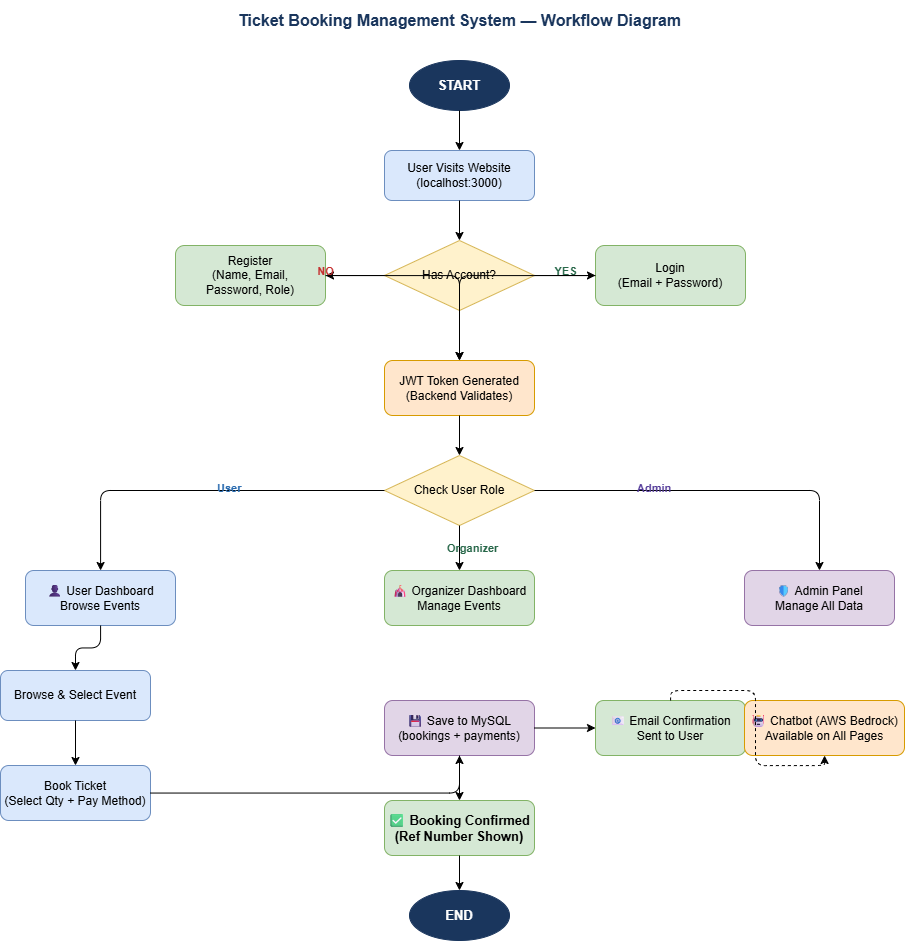 Ticket Booking Management System — Workflow Diagram
START
User Visits Website
(localhost:3000)
Register
(Name, Email,
Password, Role)
NO
Has Account?
YES
Login
(Email + Password)
JWT Token Generated
(Backend Validates)
User
Check User Role
Admin
Organizer
👤 User Dashboard
Browse Events
🎪 Organizer Dashboard
Manage Events
🛡️ Admin Panel
Manage All Data
Browse & Select Event
💾 Save to MySQL
(bookings + payments)
📧 Email Confirmation
Sent to User
🤖 Chatbot (AWS Bedrock)
Available on All Pages
Book Ticket
(Select Qty + Pay Method)
✅ Booking Confirmed
(Ref Number Shown)
END